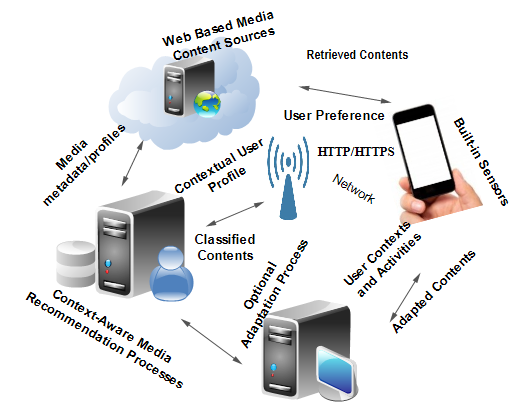 Web Based Media
Content Sources
Retrieved Contents
User Preference
HTTP/HTTPS
Network
Built-in Sensors
Media
metadata/profiles
Contextual User
Profile
Classified
Contents
User Contexts
and Activities
Adapted Contents
Optional
Adaptation Process
Context-Aware Media
Recommendation Processes